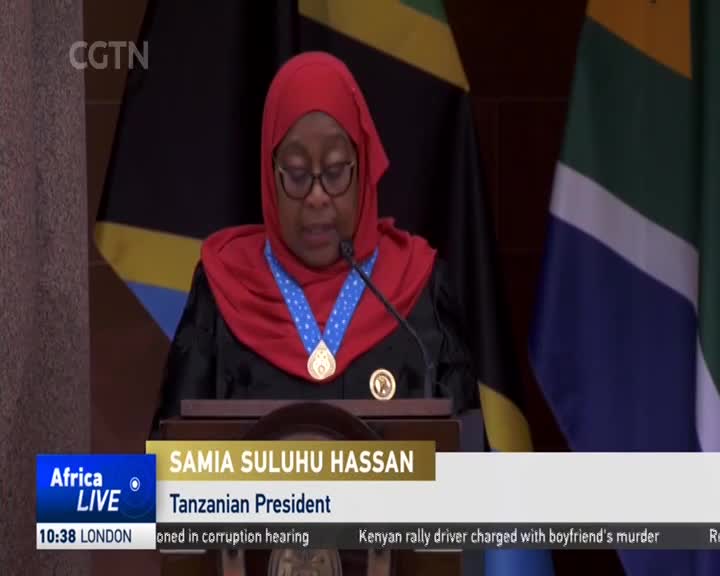 CGTN
SAMIA SULUHU HASSAN
Tanzanian President
Africa
LIVE
10:38 LONDON
oned in corruption hearing Kenyan rally driver charged with boyfriend's murder R